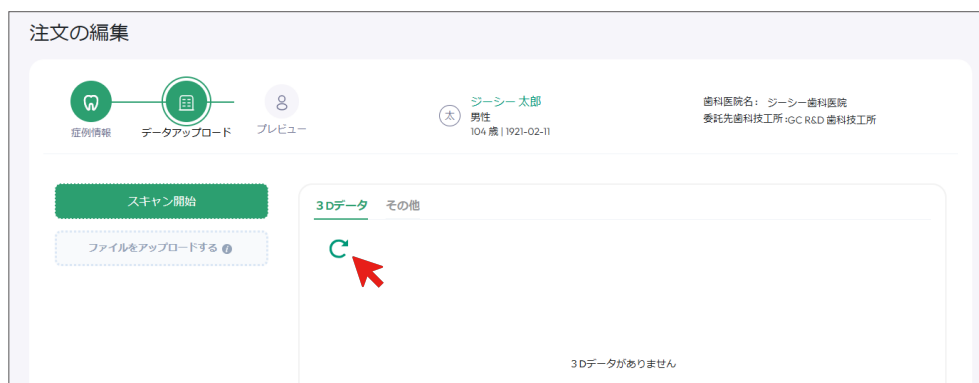 注文の編集
症例情報
データアップロード
プレビュー
太
ジーシー 太郎
男性
104 歳 | 1921-02-11
歯科医院名： ジーシー歯科医院
委託先歯科技工所 :GC R&D 歯科技工所
スキャン開始
ファイルをアップロードする i
3Dデータ その他
3Dデータがありません